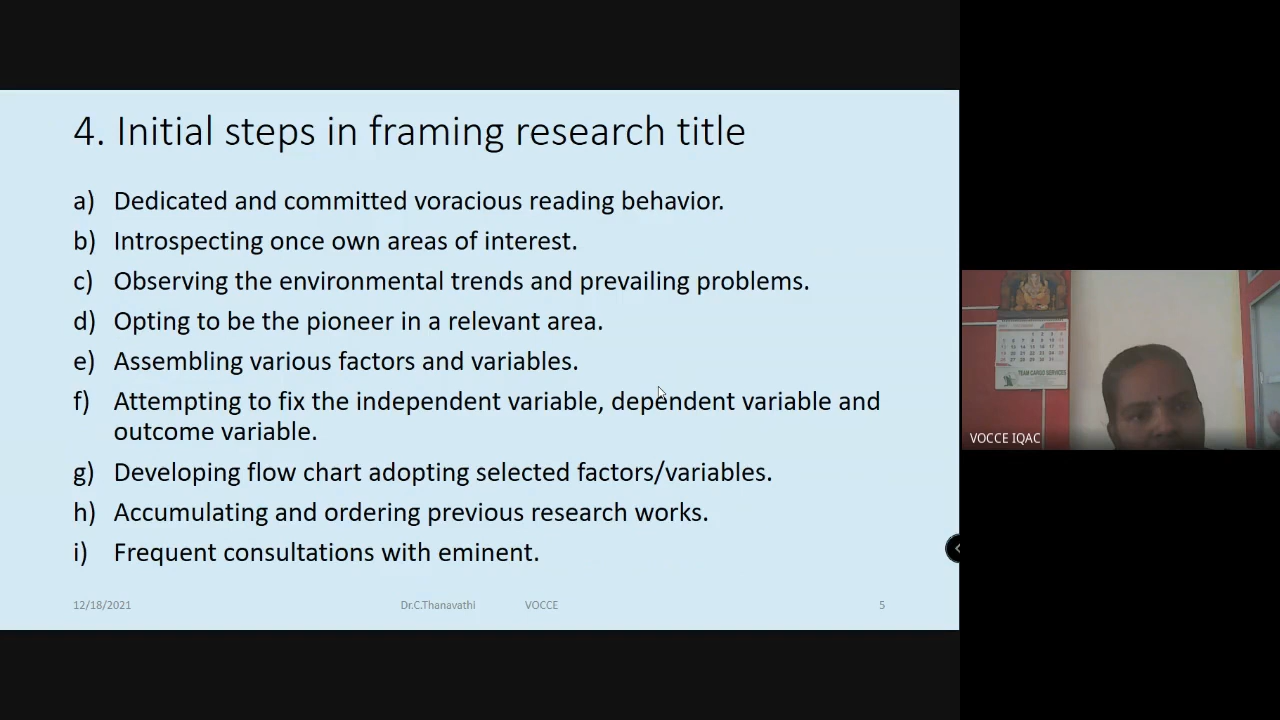 4. Initial steps in framing research title
a) Dedicated and committed voracious reading behavior.
b) Introspecting once own areas of interest.
c) Observing the environmental trends and prevailing problems.
d) Opting to be the pioneer in a relevant area.
e) Assembling various factors and variables.
f) Attempting to fix the independent variable, dependent variable and
outcome variable.
g) Developing flow chart adopting selected factors/variables.
h) Accumulating and ordering previous research works.
i) Frequent consultations with eminent.
12/18/2021 Dr.C.Thanavathi VOCCE 5
TEAM CARGO SERVICES
VOCCE IQAC